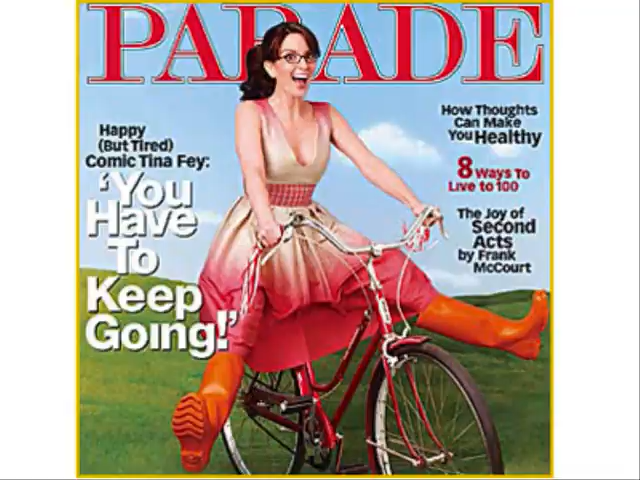 PARADE
Happy
(But Tired)
Comic Tina Fey:
‘You
Have
To
Keep
Going!’
How Thoughts
Can Make
You Healthy
8 Ways To
Live to 100
The Joy of
Second
Acts
by Frank
McCourt